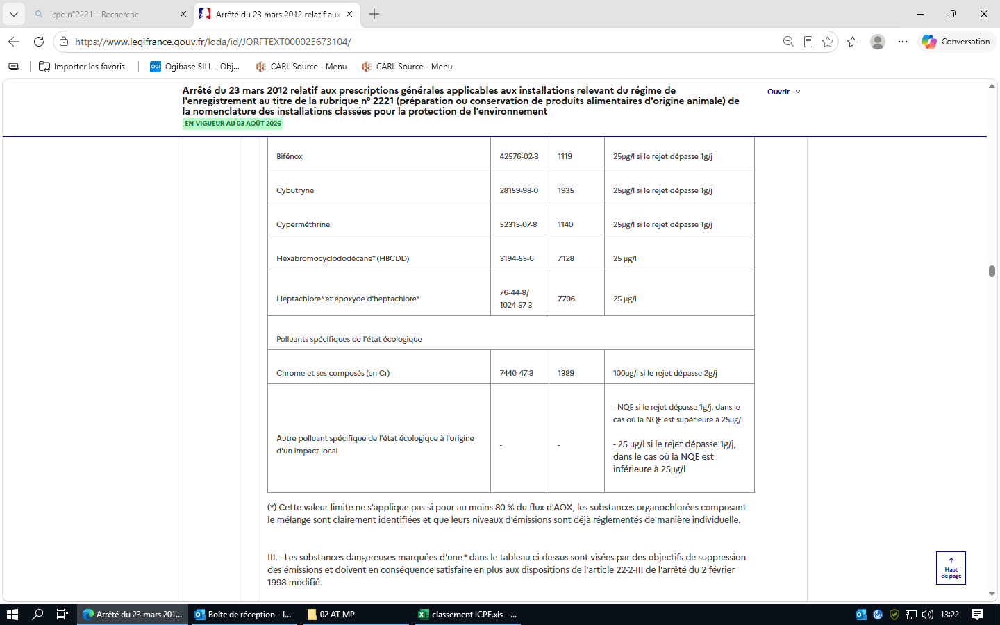 icpe n°2221 - Recherche
Arrêté du 23 mars 2012 relatif aux
https://www.legifrance.gouv.fr/loda/id/JORFTEXT000025673104/
Conversation
Importer les favoris
OGI Ogibase SILL - Obj...
CARL Source - Menu
CARL Source - Menu
Arrêté du 23 mars 2012 relatif aux prescriptions générales applicables aux installations relevant du régime de
l'enregistrement au titre de la rubrique n° 2221 (préparation ou conservation de produits alimentaires d'origine animale) de
la nomenclature des installations classées pour la protection de l'environnement
Ouvrir
EN VIGUEUR AU 03 AOÛT 2026
Bifénox 42576-02-3 1119 25µg/l si le rejet dépasse 1g/j
Cybutryne 28159-98-0 1935 25µg/l si le rejet dépasse 1g/j
Cyperméthrine 52315-07-8 1140 25µg/l si le rejet dépasse 1g/j
Hexabromocyclododécane* (HBCDD) 3194-55-6 7128 25 µg/l
Heptachlore* et époxyde d'heptachlore* 76-44-8/
1024-57-3 7706 25 µg/l
Polluants spécifiques de l'état écologique
Chrome et ses composés (en Cr) 7440-47-3 1389 100µg/l si le rejet dépasse 2g/j
Autre polluant spécifique de l'état écologique à l'origine
d'un impact local
-
-
- NQE si le rejet dépasse 1g/j, dans le
cas où la NQE est supérieure à 25µg/l
- 25 µg/l si le rejet dépasse 1g/j,
dans le cas où la NQE est
inférieure à 25µg/l
(*) Cette valeur limite ne s'applique pas si pour au moins 80 % du flux d'AOX, les substances organochlorées composant
le mélange sont clairement identifiées et que leurs niveaux d'émissions sont déjà réglementés de manière individuelle.
III. - Les substances dangereuses marquées d'une * dans le tableau ci-dessus sont visées par des objectifs de suppression
des émissions et doivent en conséquence satisfaire en plus aux dispositions de l'article 22-2-III de l'arrêté du 2 février
1998 modifié.
Haut
de page
Arrêté du 23 mars 201...
Boîte de réception - I...
02 AT MP
classement ICPE.xls -...
13:22